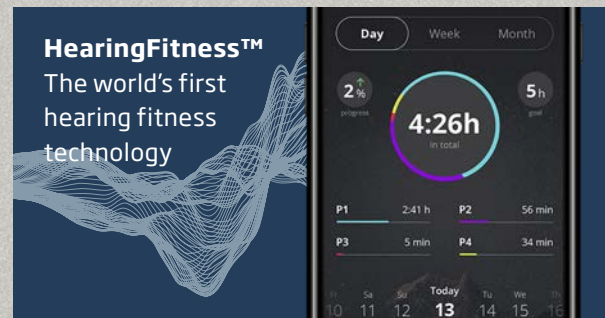 HearingFitness™
The world's first
hearing fitness
technology
Day Week Month
2% progress
4:26h
in total
5h
goal
P1 2:41 h P2 56 min
P3 5 min P4 34 min
Sa Su Today Tu We Th
10 11 12 13 14 15 16